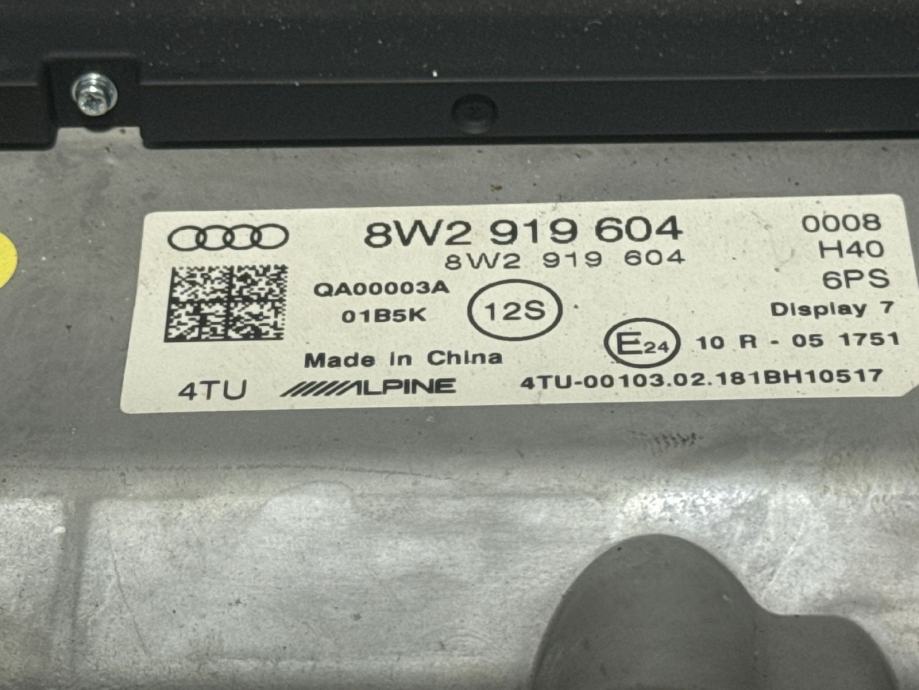 8W2 919 604 0008
8W2 919 604 H40
QA00003A 6PS
01B5K 12S Display 7
Made in China E24 10 R - 05 1751
4TU ALPINE 4TU-00103.02.181BH10517